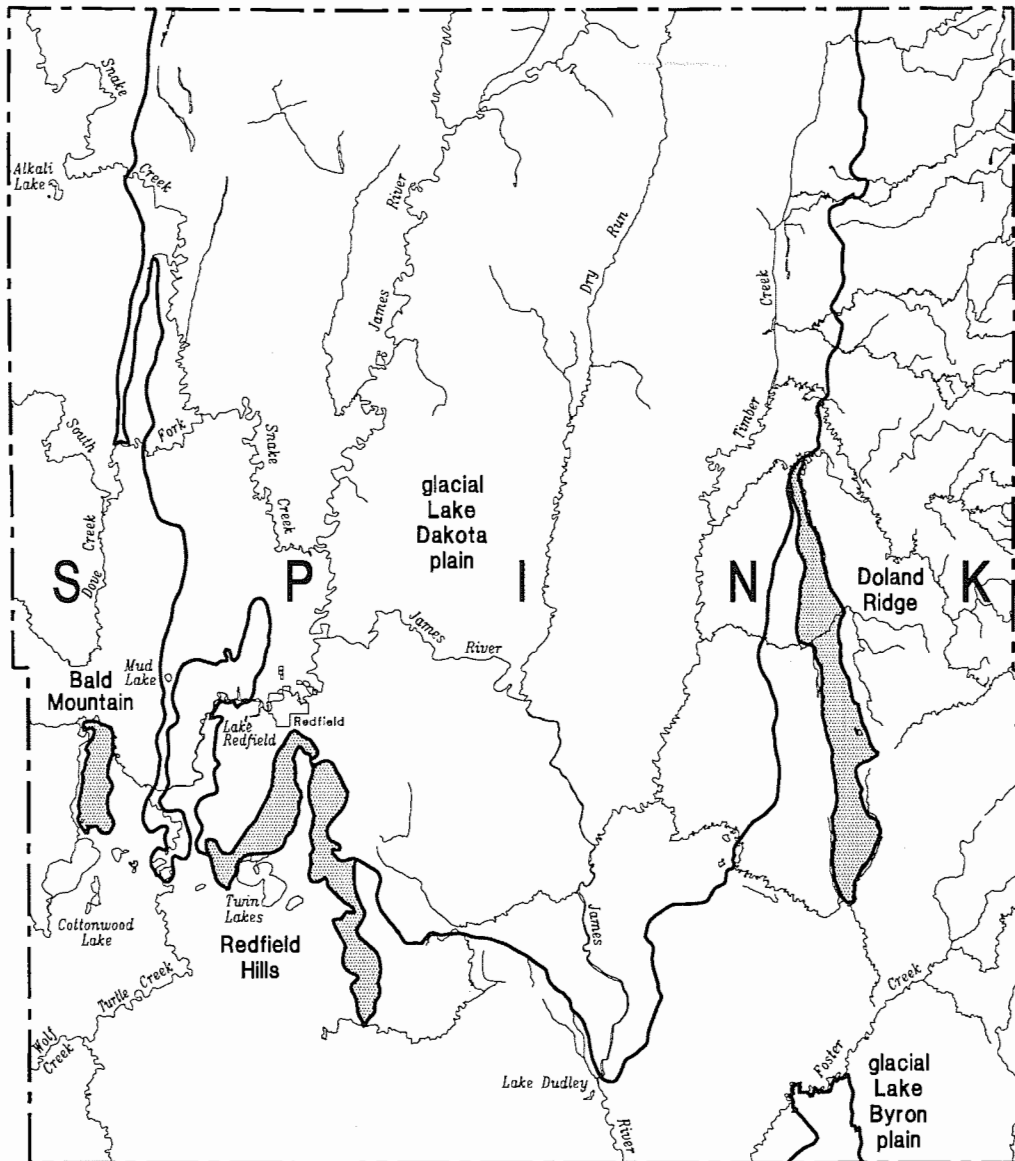 Snake
Alkali
Lake
Creek
River
James
Run
Dry
Creek
South
Fork
Timber
Snake
Creek
glacial
Lake
Dakota
plain
Dove
Creek
S P I N K
Doland
Ridge
James
River
Mud
Lake
Bald
Mountain
Lake
Redfield
Redfield
Twin
Lakes
Cottonwood
Lake
Redfield
Hills
James
Turtle Creek
Wolf
Creek
Creek
Foster
Lake Dudley
River
glacial
Lake
Byron
plain